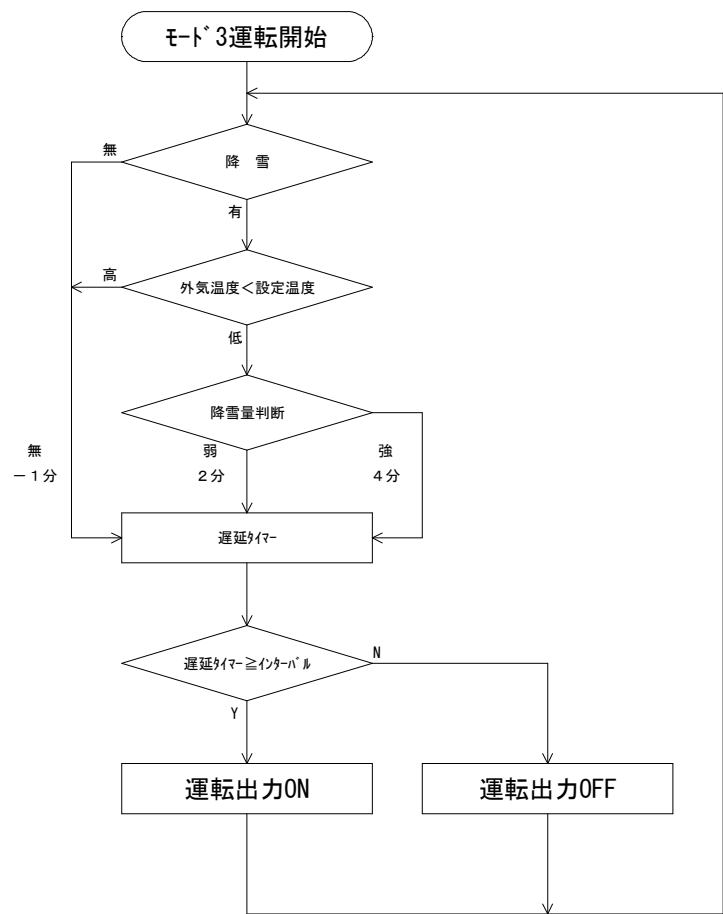 ﾓｰﾄﾞ3運転開始
無
降　雪
有
高
外気温度＜設定温度
低
降雪量判断
無
－１分
弱
２分
強
４分
遅延ﾀｲﾏｰ
遅延ﾀｲﾏｰ≧ｲﾝﾀｰﾊﾞﾙ
N
Y
運転出力ON
運転出力OFF